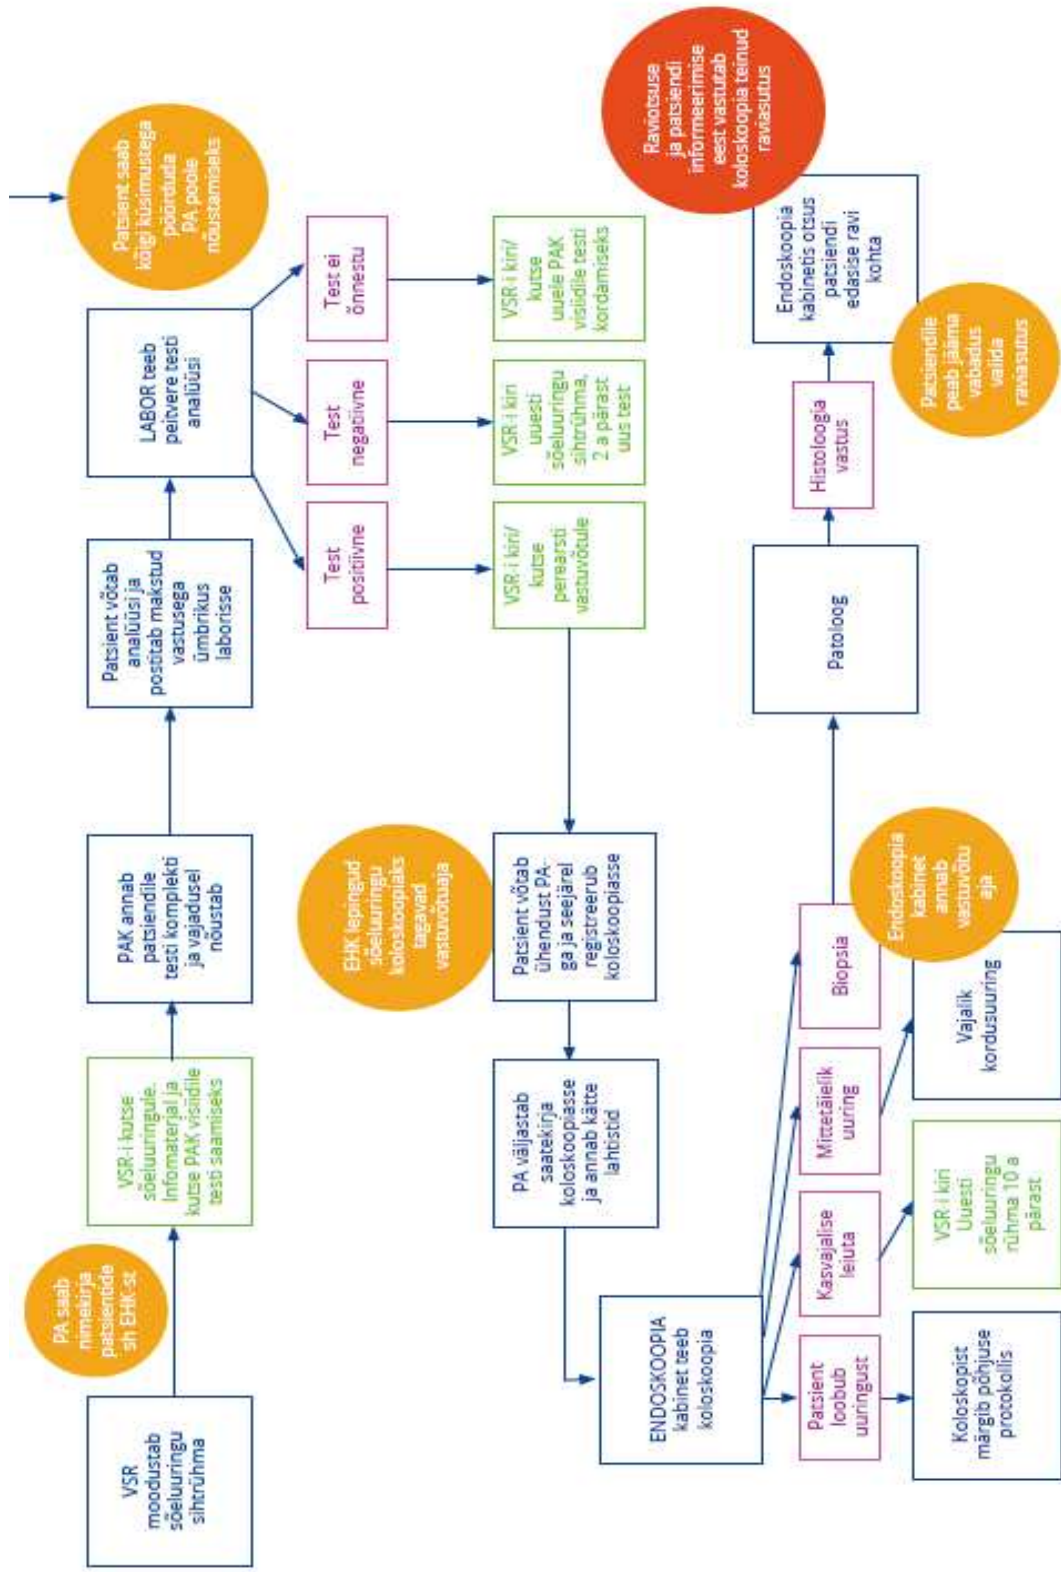 VSR
moodustab
sõeluuringu
sihtrühma
PA saab
nimekirja
patsientide
sh EHK-st
VSR-i kutse
sõeluuringule.
Infomaterjal ja
kutse PAK visiidile
testi saamiseks
PAK annab
patsiendile
testi komplekti
ja vajadusel
nõustab
Patsient võtab
analüüsi ja
postitab makstud
vastusega
ümbrikus
laborisse
LABOR teeb
peitvere testi
analüüsi
Patsient saab
kõigi küsimustega
pöörduda
PA poole
nõustamiseks
Test
positiivne
Test
negatiivne
Test ei
õnnestu
VSR-i kiri/
kutse
perearsti
vastuvõtule
VSR-i kiri
uuesti
sõeluuringu
sihtrühma,
2 a pärast
uus test
VSR-i kiri/
kutse
uuele PAK
visiidile testi
kordamiseks
EHK lepingud
sõeluuringu
koloskoopiaks
tagavad
vastuvõtuaja
Patsient võtab
ühendust PA-
ga ja seejärel
registreerub
koloskoopiasse
PA väljastab
saatekirja
koloskoopiasse
ja annab kätte
lahtistid
ENDOSKOOPIA
kabinet teeb
koloskoopia
Patsient
loobub
uuringust
Kasvajalise
leiuta
Mittetäielik
uuring
Biopsia
Koloskopist
märgib põhjuse
protokollis
VSR-i kiri
Uuesti
sõeluuringu
rühma 10 a
pärast
Vajalik
kordusuuring
Endoskoopia
kabinet
annab
vastuvõtu
aja
Patoloog
Histoloogia
vastus
Endoskoopia
kabinetis otsus
patsiendi
edasise ravi
kohta
Patsiendile
peab jääma
vabadus
valida
raviasutus
Raviotsuse
ja patsiendi
informeerimise
eest vastutab
koloskoopia teinud
raviasutus